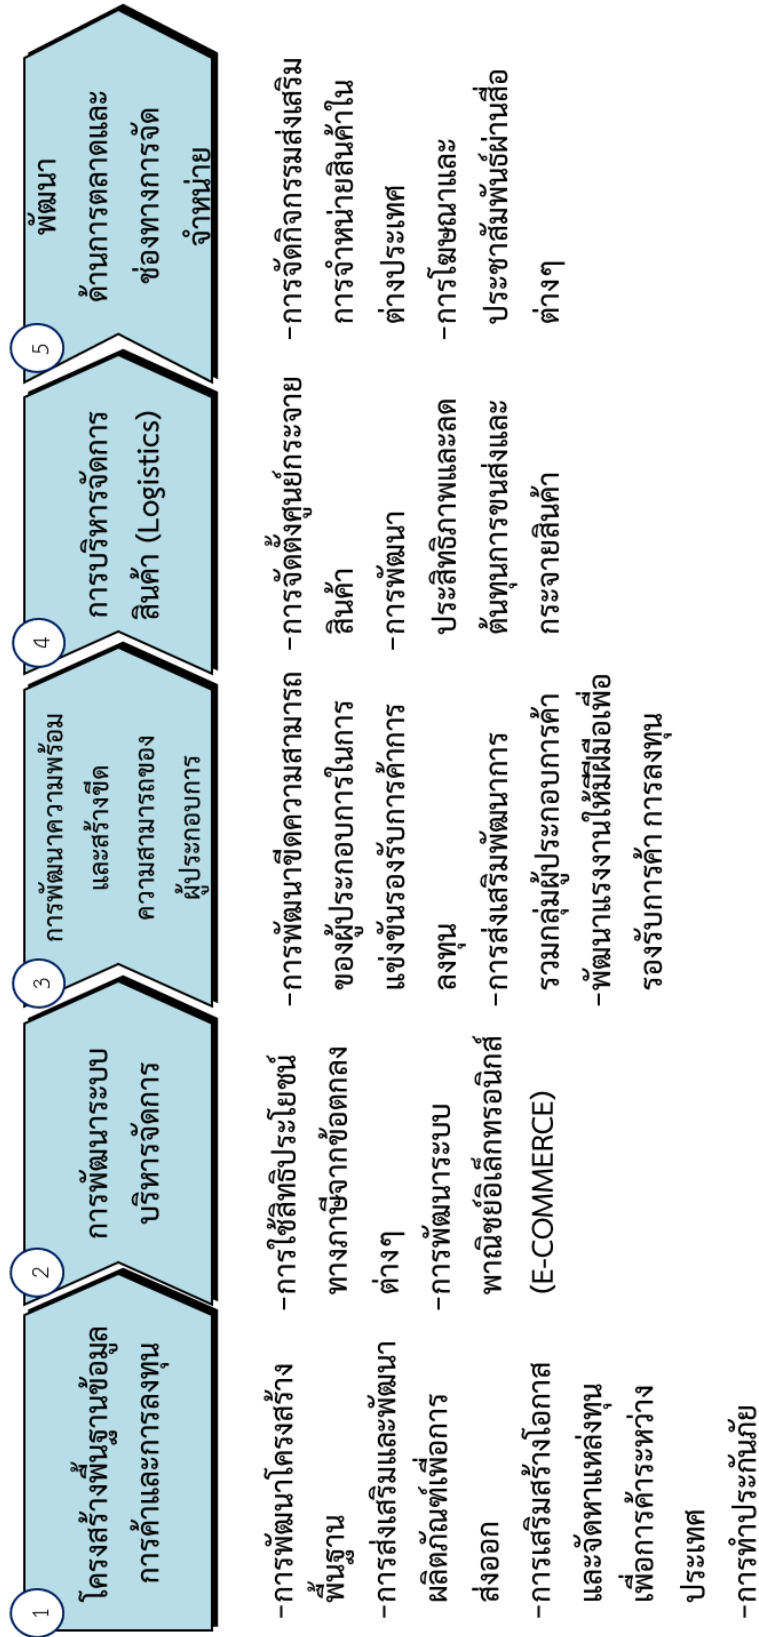 1
โครงสร้างพื้นฐานข้อมูล
การค้าและการลงทุน
-การพัฒนาโครงสร้าง
พื้นฐาน
-การส่งเสริมและพัฒนา
ผลิตภัณฑ์เพื่อการ
ส่งออก
-การเสริมสร้างโอกาส
และจัดหาแหล่งทุน
เพื่อการค้าระหว่าง
ประเทศ
-การทำประกันภัย
2
การพัฒนาระบบ
บริหารจัดการ
-การใช้สิทธิประโยชน์
ทางภาษีจากข้อตกลง
ต่างๆ
-การพัฒนาระบบ
พาณิชย์อิเล็กทรอนิกส์
(E-COMMERCE)
3
การพัฒนาความพร้อม
และสร้างขีด
ความสามารถของ
ผู้ประกอบการ
-การพัฒนาขีดความสามารถ
ของผู้ประกอบการในการ
แข่งขันรองรับการค้าการ
ลงทุน
-การส่งเสริมพัฒนาการ
รวมกลุ่มผู้ประกอบการค้า
-พัฒนาแรงงานให้มีฝีมือเพื่อ
รองรับการค้า การลงทุน
4
การบริหารจัดการ
สินค้า (Logistics)
-การจัดตั้งศูนย์กระจาย
สินค้า
-การพัฒนา
ประสิทธิภาพและลด
ต้นทุนการขนส่งและ
กระจายสินค้า
5
พัฒนา
ด้านการตลาดและ
ช่องทางการจัด
จำหน่าย
-การจัดกิจกรรมส่งเสริม
การจำหน่ายสินค้าใน
ต่างประเทศ
-การโฆษณาและ
ประชาสัมพันธ์ผ่านสื่อ
ต่างๆ